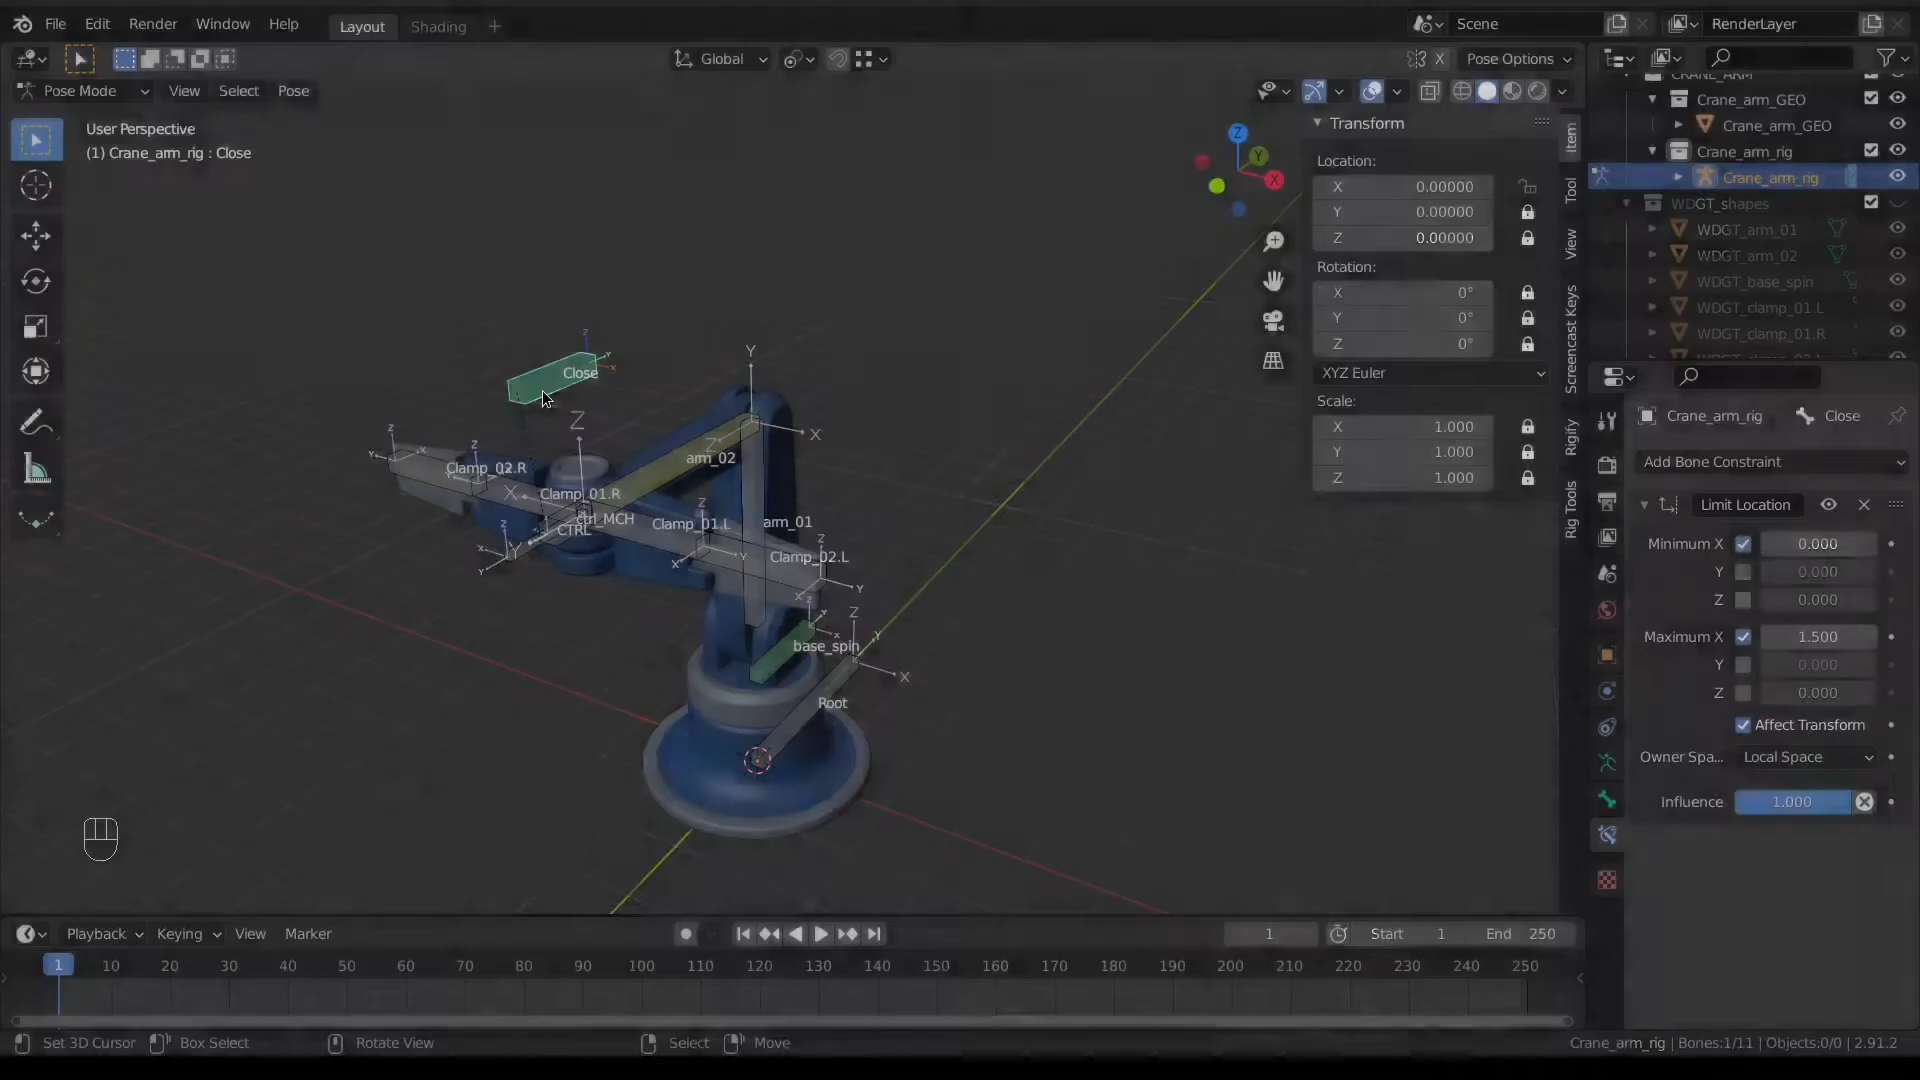 File Edit Render Window Help Layout Shading + Scene RenderLayer
Global X Pose Options
Pose Mode View Select Pose
User Perspective
(1) Crane_arm_rig : Close
Transform
Location:
X 0.00000
Y 0.00000
Z 0.00000
Rotation:
X 0°
Y 0°
Z 0°
XYZ Euler
Scale:
X 1.000
Y 1.000
Z 1.000
Item
Tool
View
Screencast Keys
Rigify
Rig Tools
Z
Y
X
CRANE_ARM
Crane_arm_GEO
Crane_arm_GEO
Crane_arm_rig
Crane_arm_rig
WDGT_shapes
WDGT_arm_01
WDGT_arm_02
WDGT_base_spin
WDGT_clamp_01.L
WDGT_clamp_01.R
Crane_arm_rig Close
Add Bone Constraint
Limit Location
Minimum X 0.000
Y 0.000
Z 0.000
Maximum X 1.500
Y 0.000
Z 0.000
Affect Transform
Owner Spa... Local Space
Influence 1.000
Close
arm_02
Clamp_02.R
Clamp_01.R
ctrl_MCH
CTRL
Clamp_01.L
arm_01
Clamp_02.L
base_spin
Root
Playback Keying View Marker 1 Start 1 End 250
1 10 20 30 40 50 60 70 80 90 100 110 120 130 140 150 160 170 180 190 200 210 220 230 240 250
Set 3D Cursor Box Select Rotate View Select Move Crane_arm_rig | Bones:1/11 | Objects:0/0 | 2.91.2